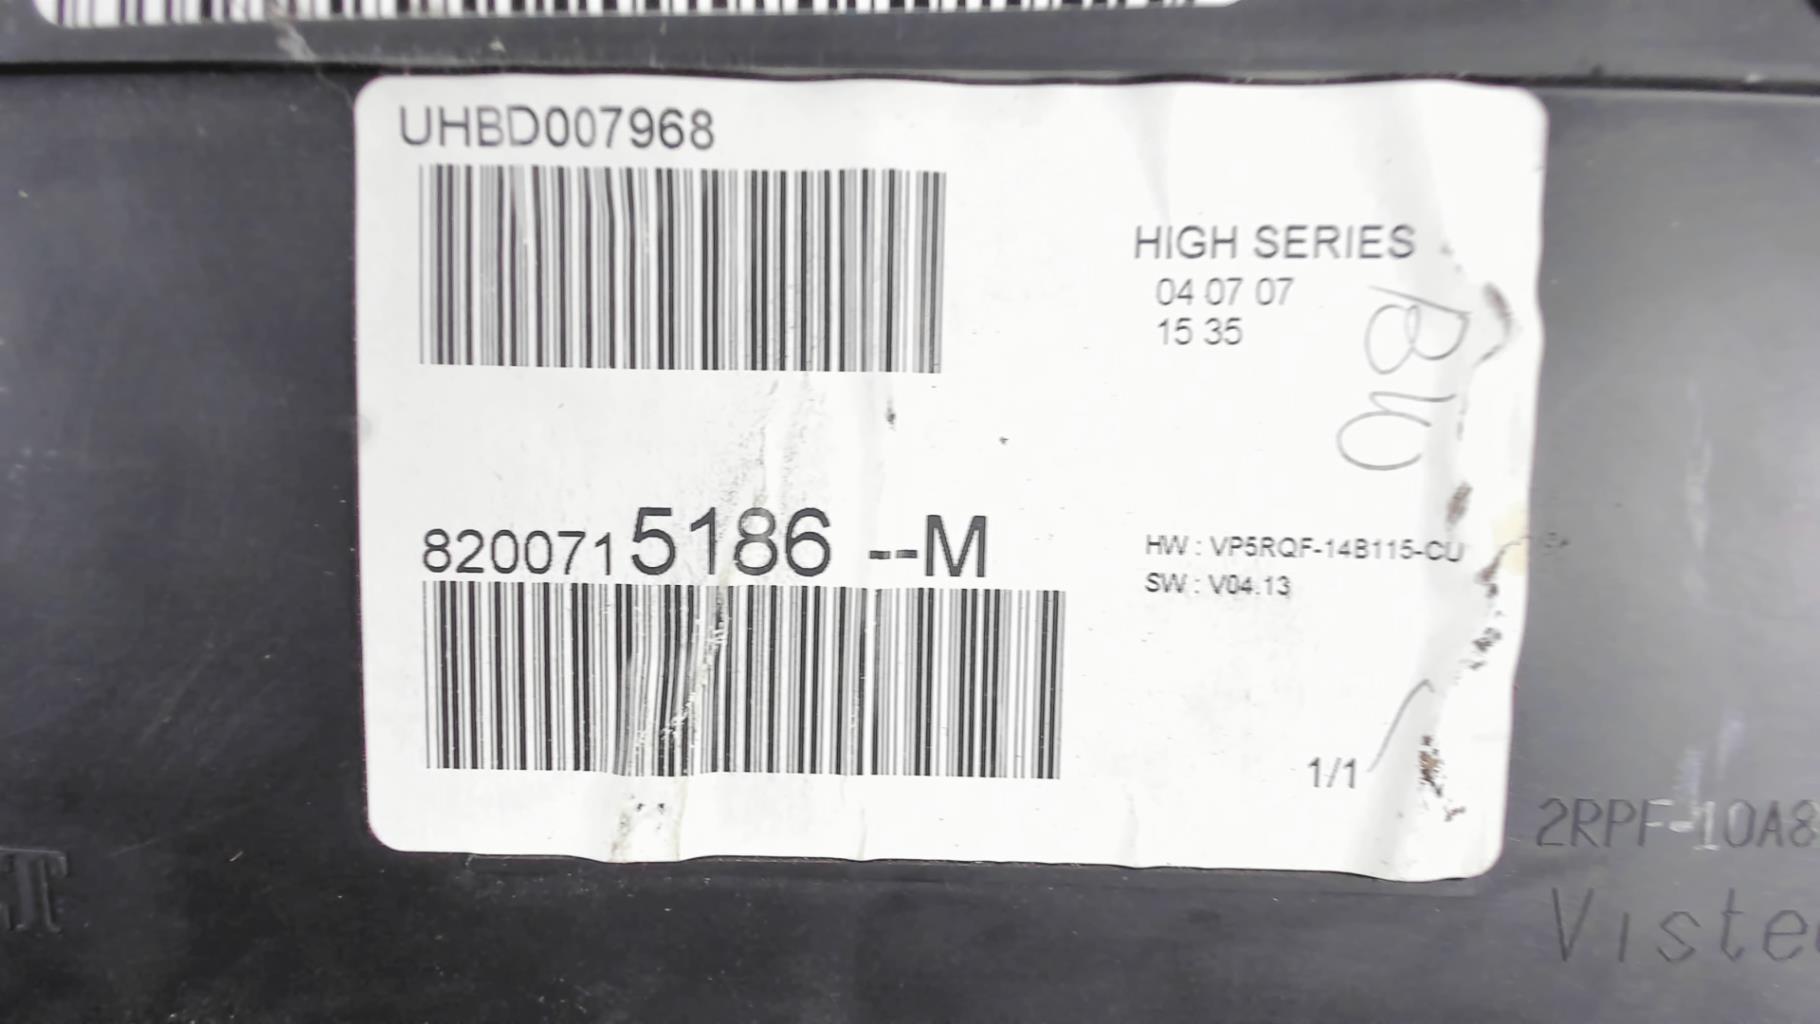 UHBD007968
HIGH SERIES
04 07 07
15 35
8200715186 --M
HW : VP5RQF-14B115-CU
SW : V04.13
1/1
2RPF-10A8
Viste